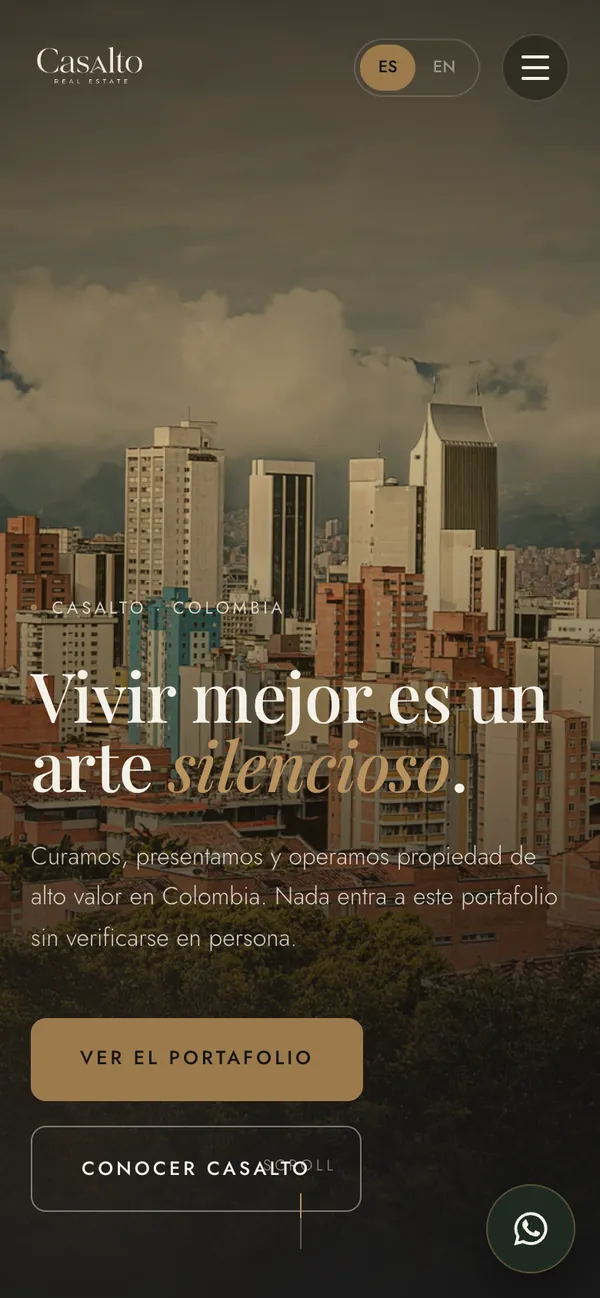 CasAlto
REAL ESTATE
ES
EN
CASALTO · COLOMBIA
Vivir mejor es un
arte silencioso.
Curamos, presentamos y operamos propiedad de
alto valor en Colombia. Nada entra a este portafolio
sin verificarse en persona.
VER EL PORTAFOLIO
CONOCER CASALTO
SCROLL